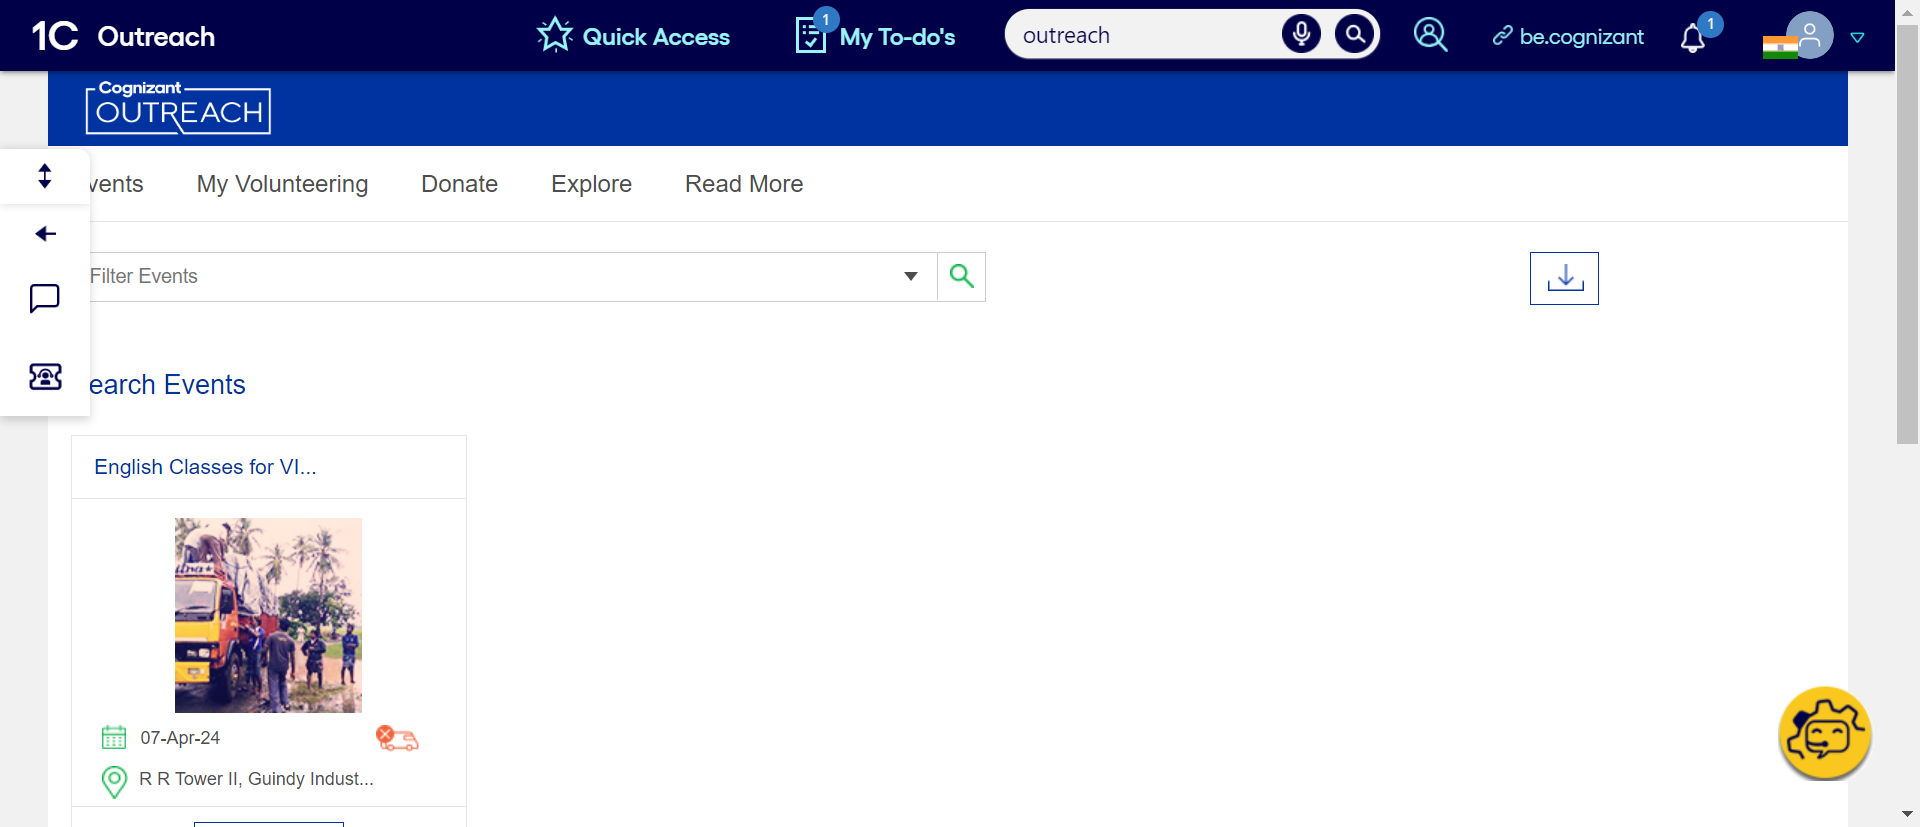 1C Outreach
Quick Access
1
My To-do's
outreach
be.cognizant
1
Cognizant
OUTREACH
vents
My Volunteering
Donate
Explore
Read More
Filter Events
earch Events
English Classes for VI...
07-Apr-24
R R Tower II, Guindy Indust...